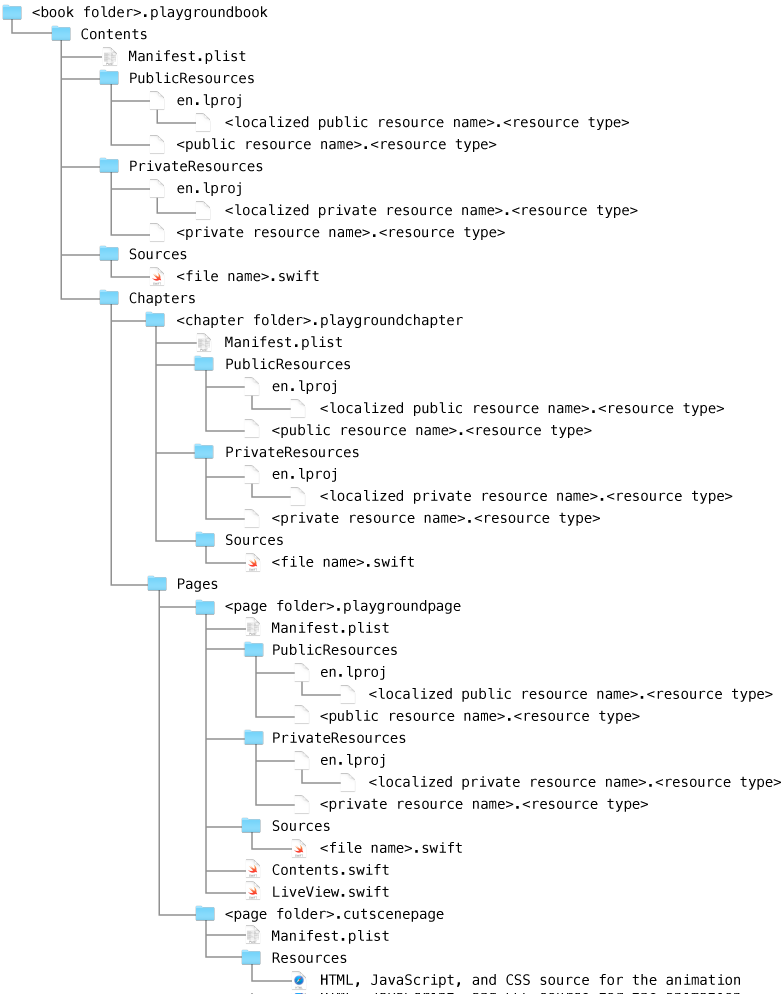 <book folder>.playgroundbook
Contents
Manifest.plist
PublicResources
en.lproj
<localized public resource name>.<resource type>
<public resource name>.<resource type>
PrivateResources
en.lproj
<localized private resource name>.<resource type>
<private resource name>.<resource type>
Sources
<file name>.swift
Chapters
<chapter folder>.playgroundchapter
Manifest.plist
PublicResources
en.lproj
<localized public resource name>.<resource type>
<public resource name>.<resource type>
PrivateResources
en.lproj
<localized private resource name>.<resource type>
<private resource name>.<resource type>
Sources
<file name>.swift
Pages
<page folder>.playgroundpage
Manifest.plist
PublicResources
en.lproj
<localized public resource name>.<resource type>
<public resource name>.<resource type>
PrivateResources
en.lproj
<localized private resource name>.<resource type>
<private resource name>.<resource type>
Sources
<file name>.swift
Contents.swift
LiveView.swift
<page folder>.cutscenepage
Manifest.plist
Resources
HTML, JavaScript, and CSS source for the animation